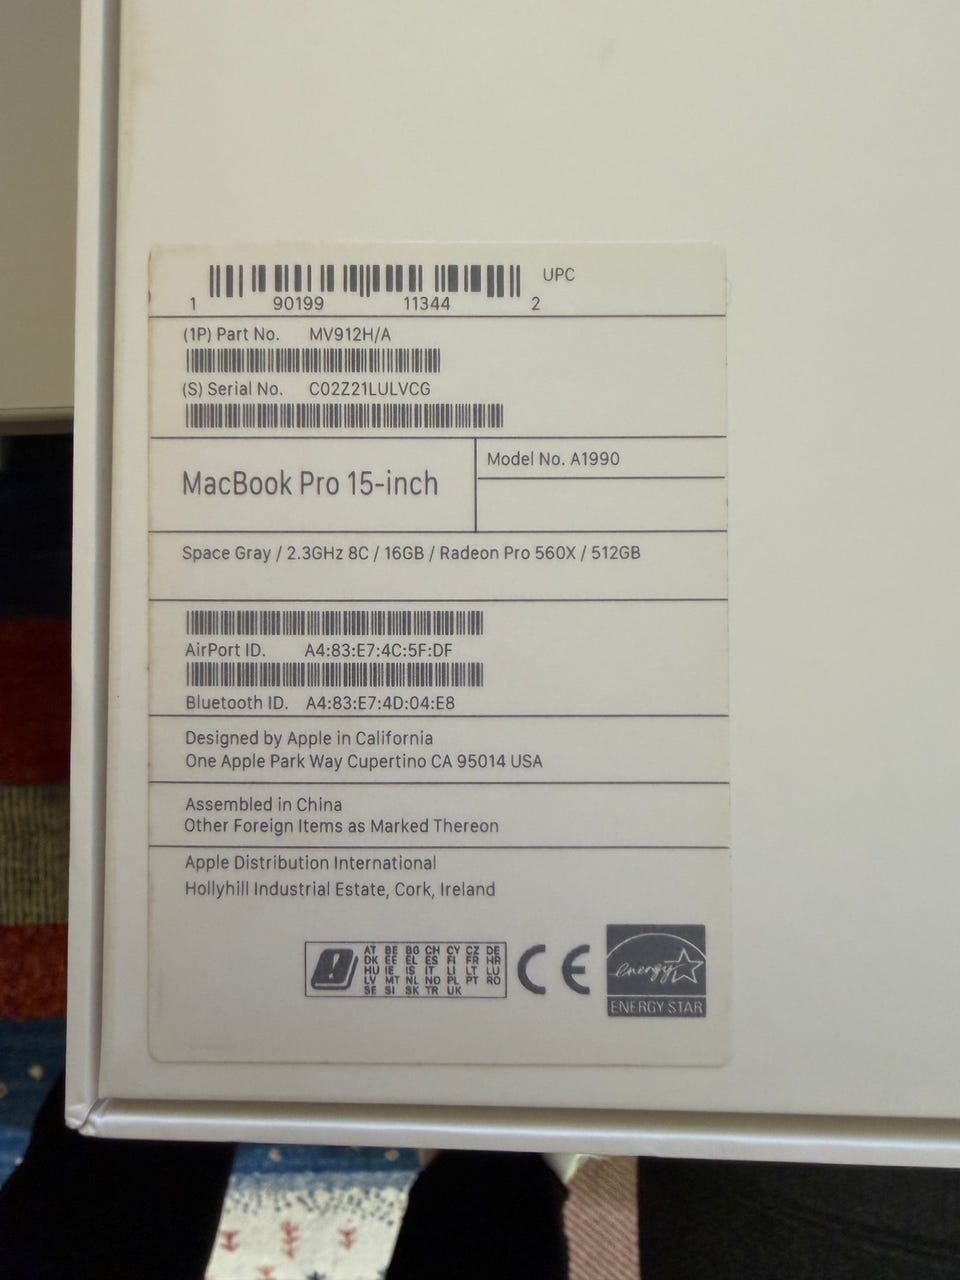 UPC
1 90199 11344 2
(1P) Part No. MV912H/A
(S) Serial No. C02Z21LULVCG
MacBook Pro 15-inch
Model No. A1990
Space Gray / 2.3GHz 8C / 16GB / Radeon Pro 560X / 512GB
AirPort ID. A4:83:E7:4C:5F:DF
Bluetooth ID. A4:83:E7:4D:04:E8
Designed by Apple in California
One Apple Park Way Cupertino CA 95014 USA
Assembled in China
Other Foreign Items as Marked Thereon
Apple Distribution International
Hollyhill Industrial Estate, Cork, Ireland
AT BE BG CH CY CZ DE
DK EE EL ES FI FR HR
HU IE IS IT LI LT LU
LV MT NL NO PL PT RO
SE SI SK TR UK
CE
energy
ENERGY STAR